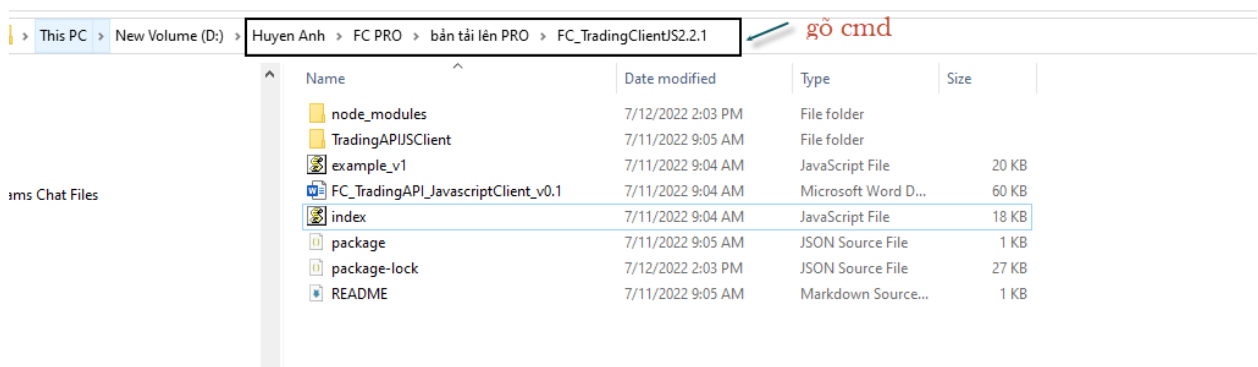 This PC > New Volume (D:) > Huyen Anh > FC PRO > bản tải lên PRO > FC_TradingClientJS2.2.1
gõ cmd
Name Date modified Type Size
node_modules 7/12/2022 2:03 PM File folder
TradingAPIJSClient 7/11/2022 9:05 AM File folder
example_v1 7/11/2022 9:04 AM JavaScript File 20 KB
FC_TradingAPI_JavascriptClient_v0.1 7/11/2022 9:04 AM Microsoft Word D... 60 KB
ams Chat Files
index 7/11/2022 9:04 AM JavaScript File 18 KB
package 7/11/2022 9:05 AM JSON Source File 1 KB
package-lock 7/12/2022 2:03 PM JSON Source File 27 KB
README 7/11/2022 9:05 AM Markdown Source... 1 KB